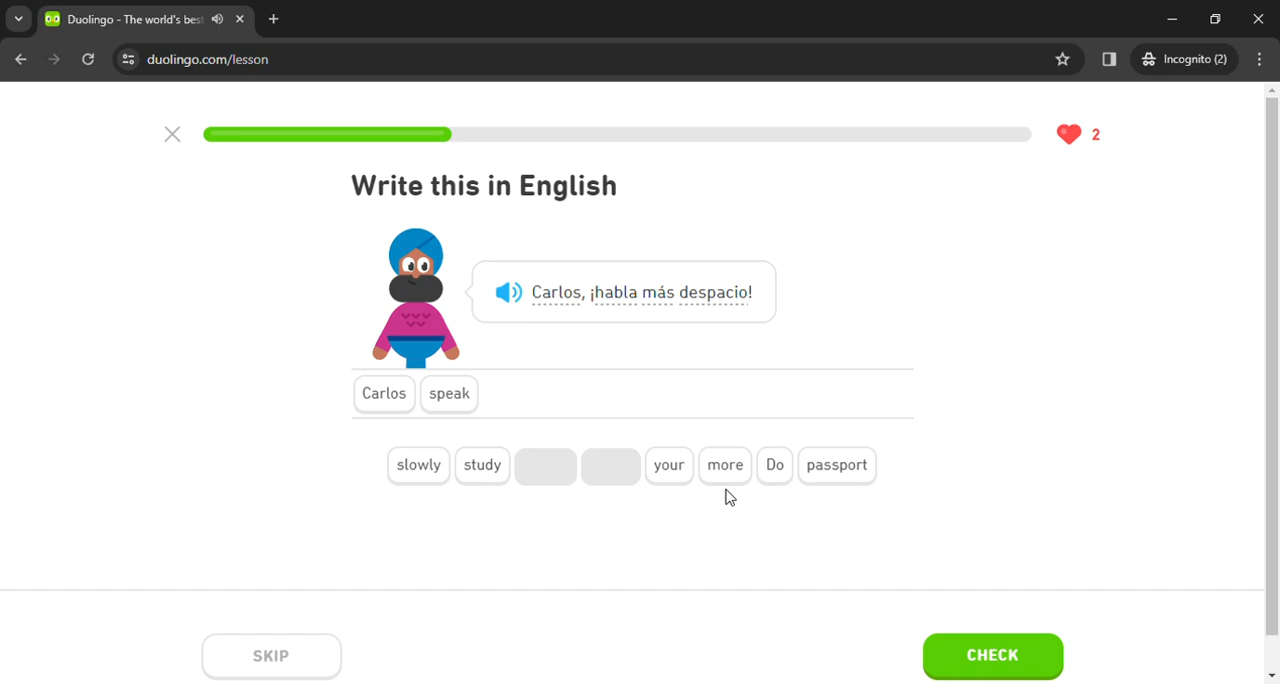 Duolingo - The world's bes
duolingo.com/lesson
Incognito (2)
2
Write this in English
Carlos, ¡habla más despacio!
Carlos speak
slowly study your more Do passport
SKIP CHECK